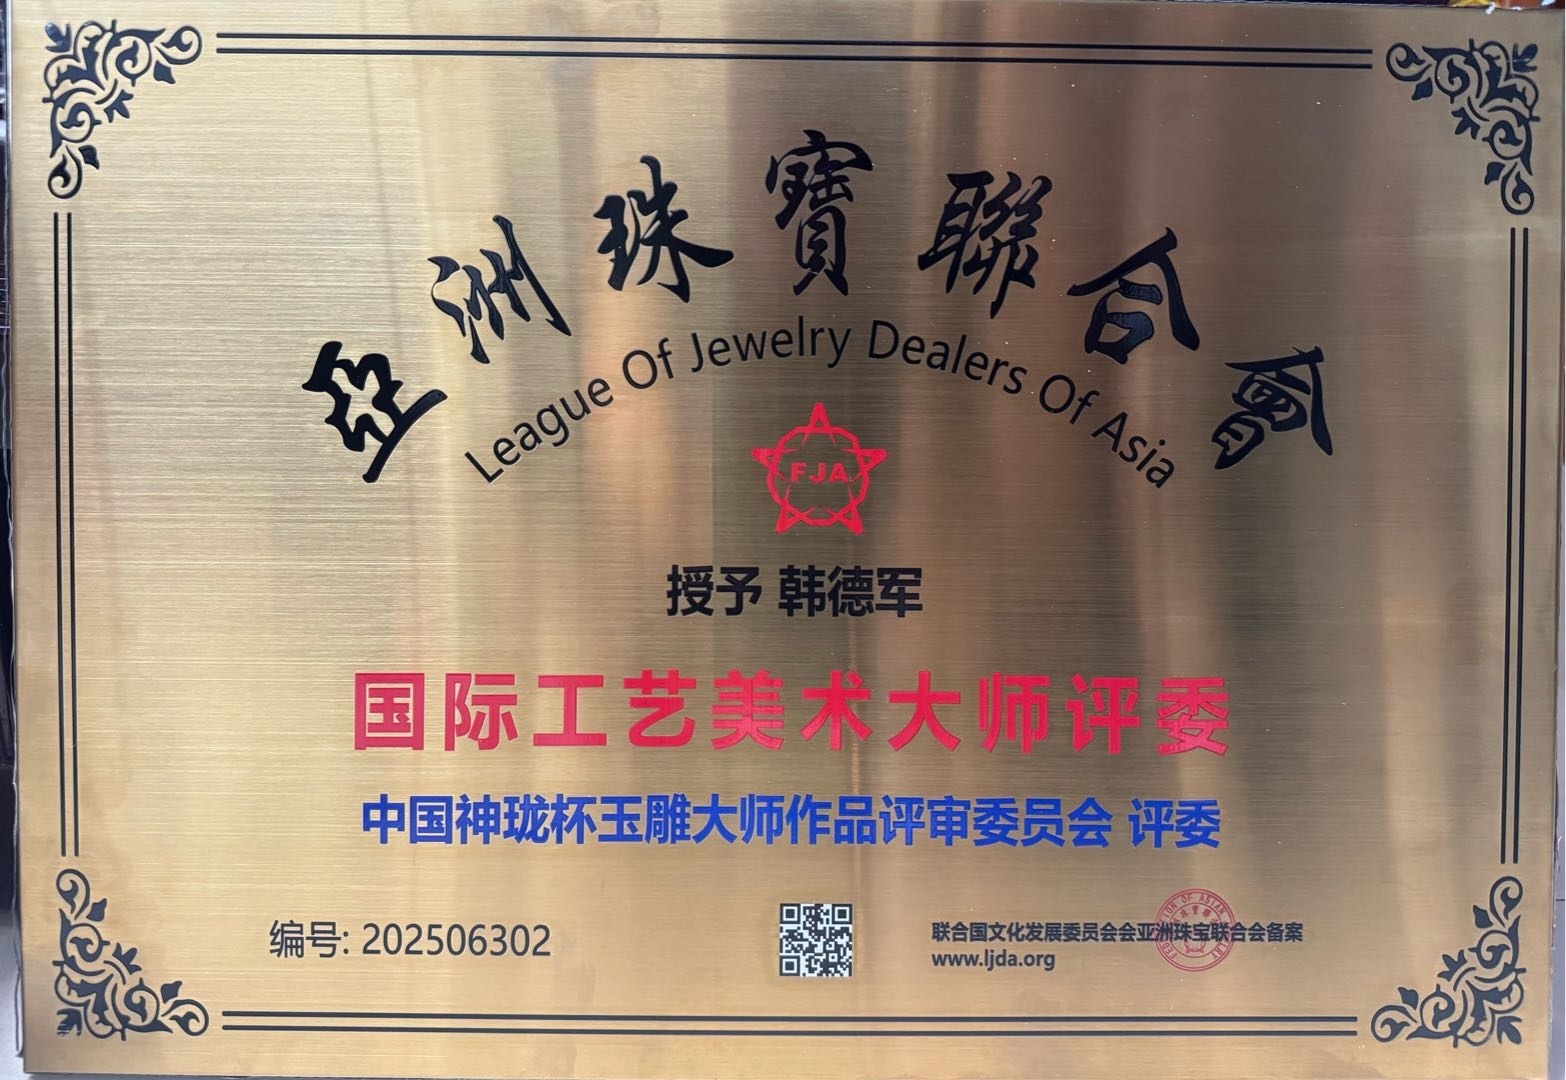 亞洲珠寶聯合會
League Of Jewelry Dealers Of Asia
FJA
授予 韩德军
国际工艺美术大师评委
中国神珑杯玉雕大师作品评审委员会 评委
编号: 202506302
联合国文化发展委员会会亚洲珠宝联合会备案
www.ljda.org